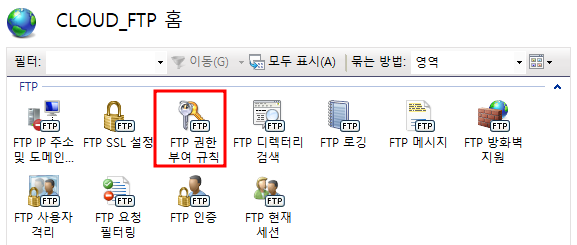 CLOUD_FTP 홈
필터: 이동(G) 모두 표시(A) 묶는 방법: 영역
FTP
FTP FTP FTP FTP FTP FTP FTP
FTP IP 주소 FTP SSL 설정 FTP 권한 FTP 디렉터리 FTP 로깅 FTP 메시지 FTP 방화벽
및 도메인... 부여 규칙 검색 지원
FTP FTP FTP FTP
FTP 사용자 FTP 요청 FTP 인증 FTP 현재
격리 필터링 세션